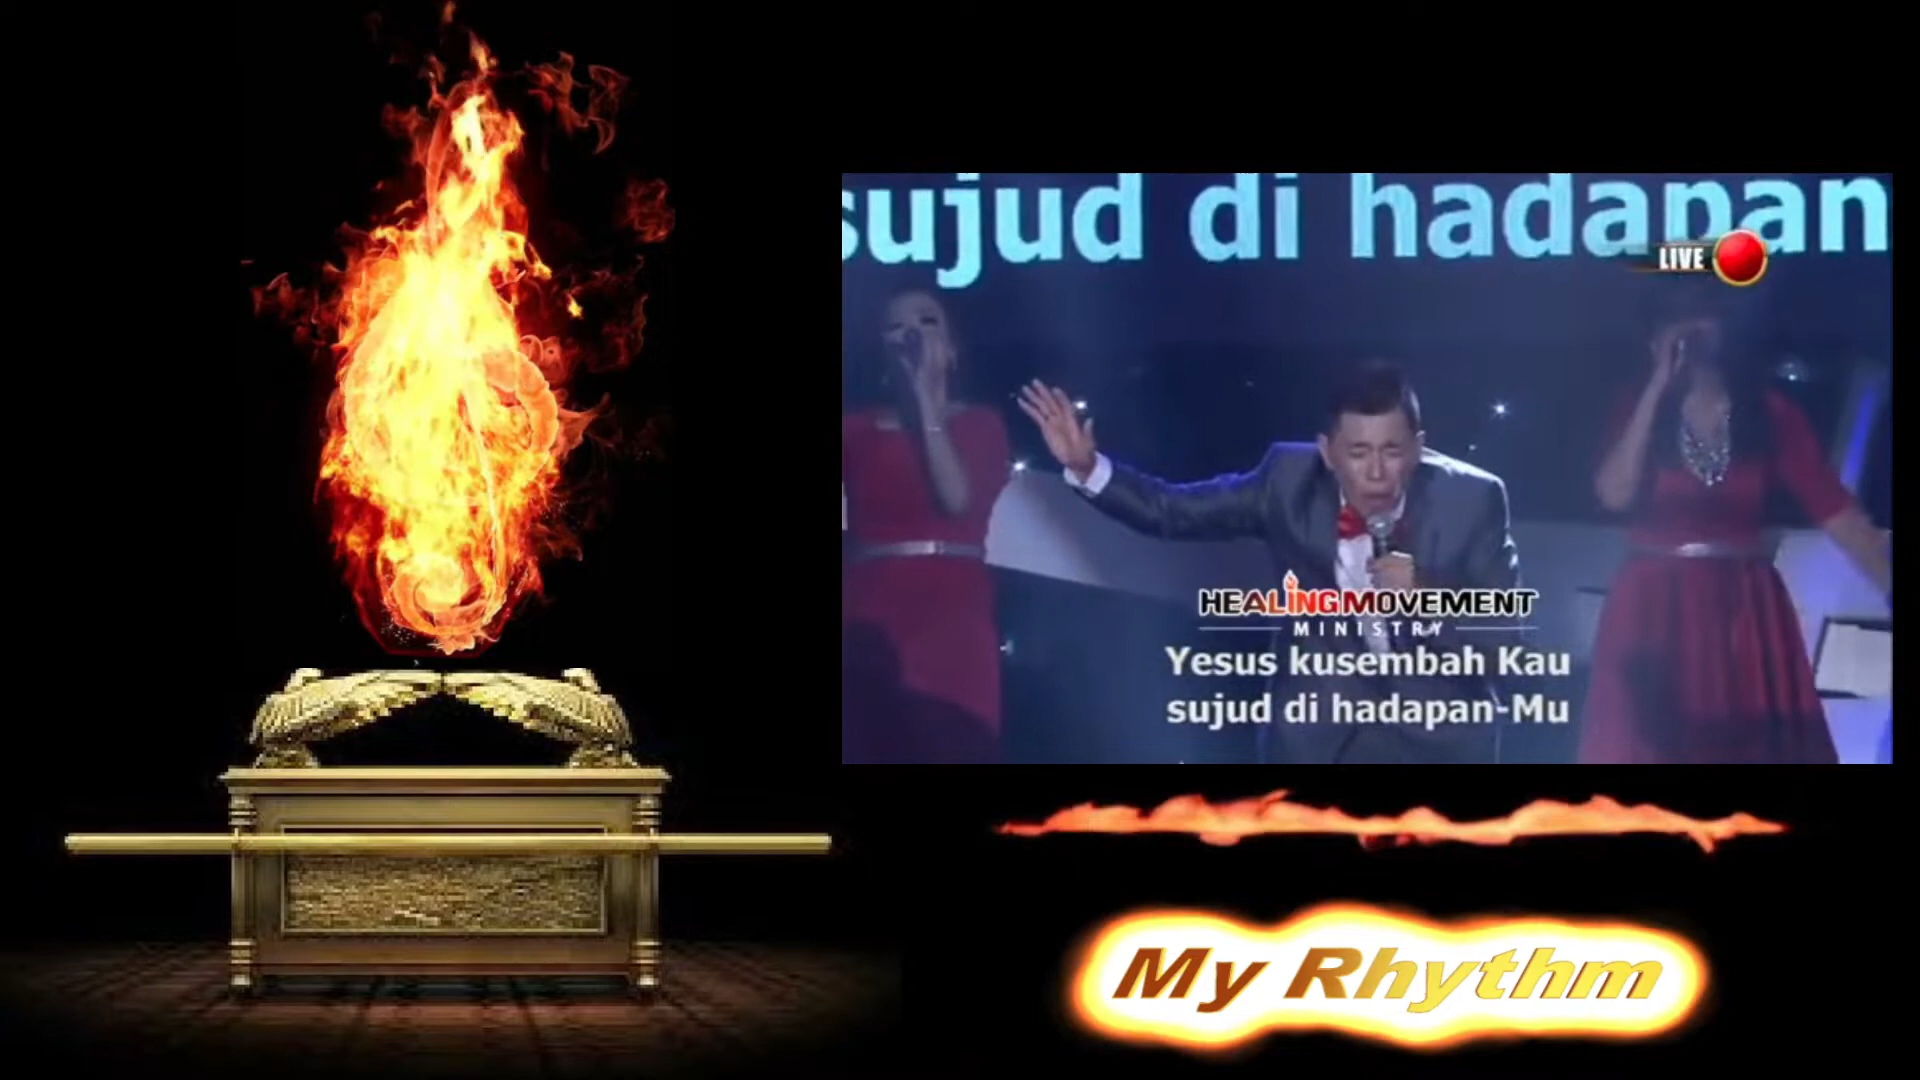 sujud di hadapan
LIVE
HEALINGMOVEMENT
MINISTRY
Yesus kusembah Kau
sujud di hadapan-Mu
My Rhythm